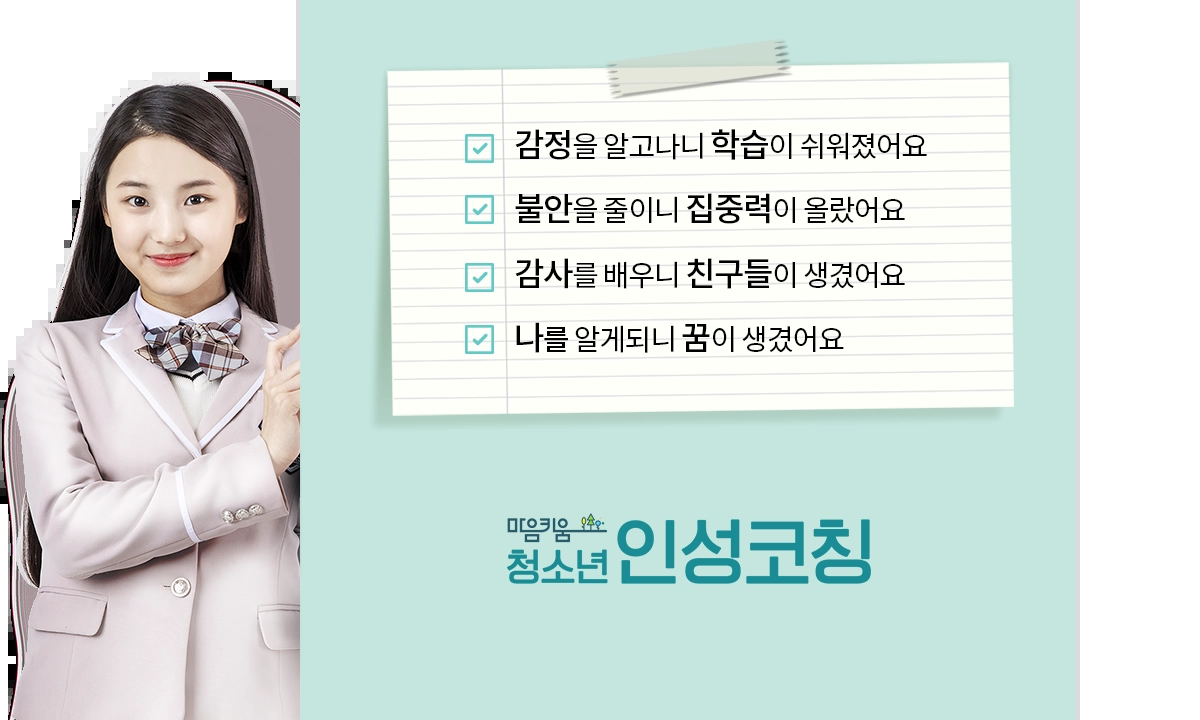 감정을 알고나니 학습이 쉬워졌어요
불안을 줄이니 집중력이 올랐어요
감사를 배우니 친구들이 생겼어요
나를 알게되니 꿈이 생겼어요
마음키움
청소년 인성코칭